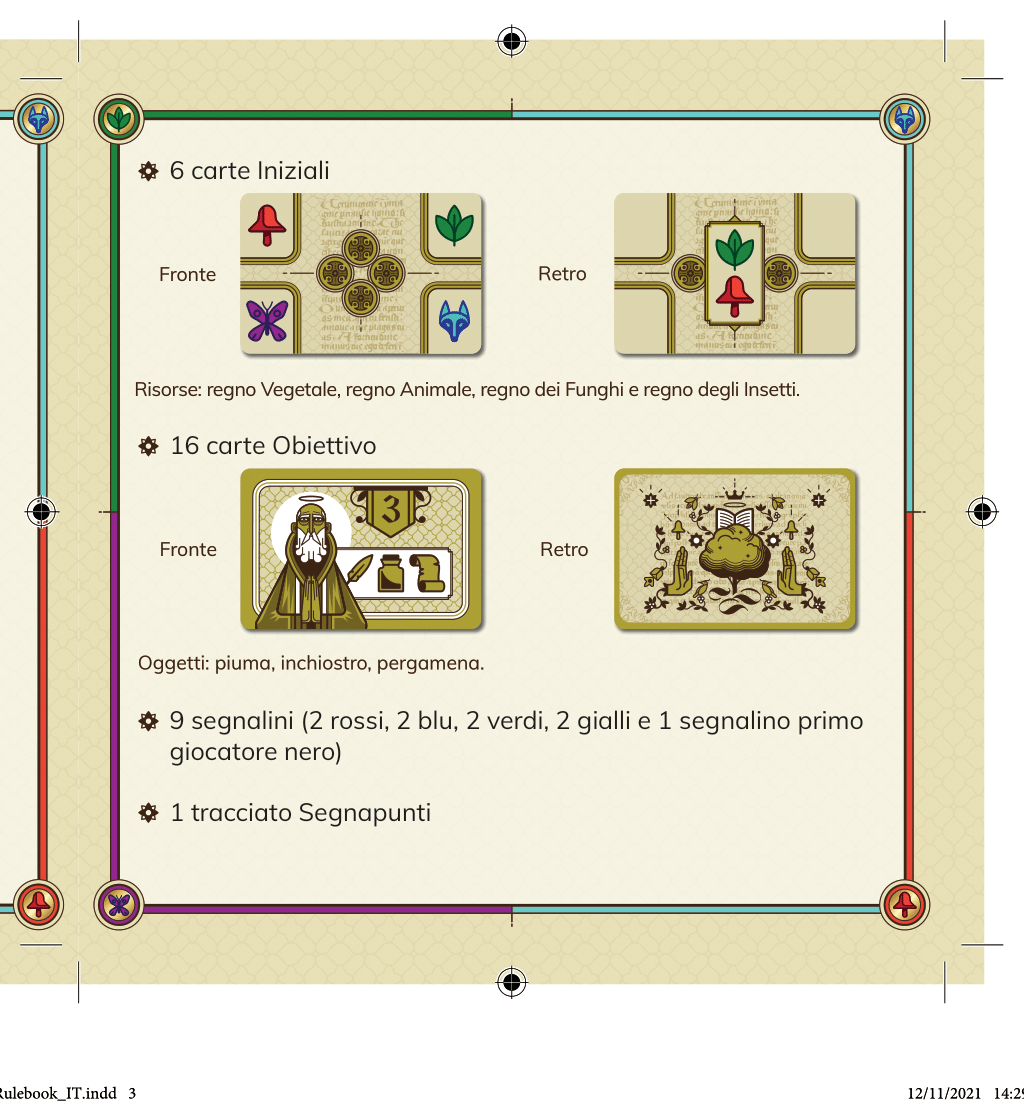 6 carte Iniziali
Fronte
Retro
Risorse: regno Vegetale, regno Animale, regno dei Funghi e regno degli Insetti.
16 carte Obiettivo
3
Fronte
Retro
Oggetti: piuma, inchiostro, pergamena.
9 segnalini (2 rossi, 2 blu, 2 verdi, 2 gialli e 1 segnalino primo
giocatore nero)
1 tracciato Segnapunti
Rulebook_IT.indd 3
12/11/2021 14:29